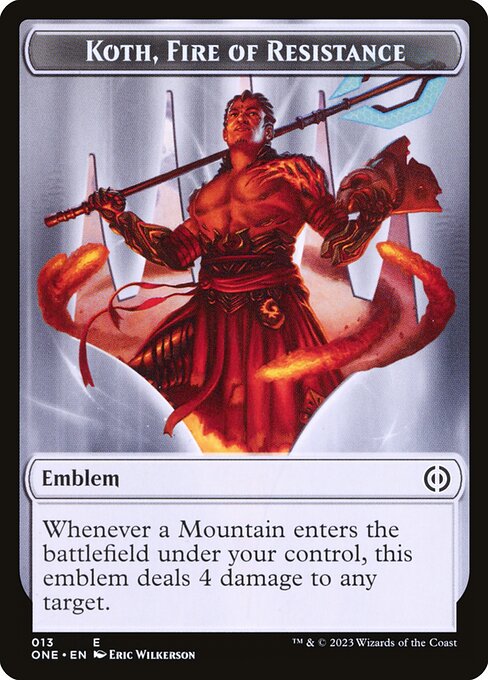 Koth, Fire of Resistance
Emblem
Whenever a Mountain enters the
battlefield under your control, this
emblem deals 4 damage to any
target.
013 E
ONE • EN Eric Wilkerson
™ & © 2023 Wizards of the Coast